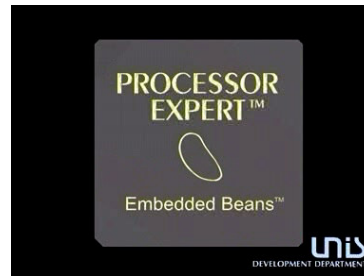 PROCESSOR
EXPERT™
Embedded Beans™
UNIS
DEVELOPMENT DEPARTMENT